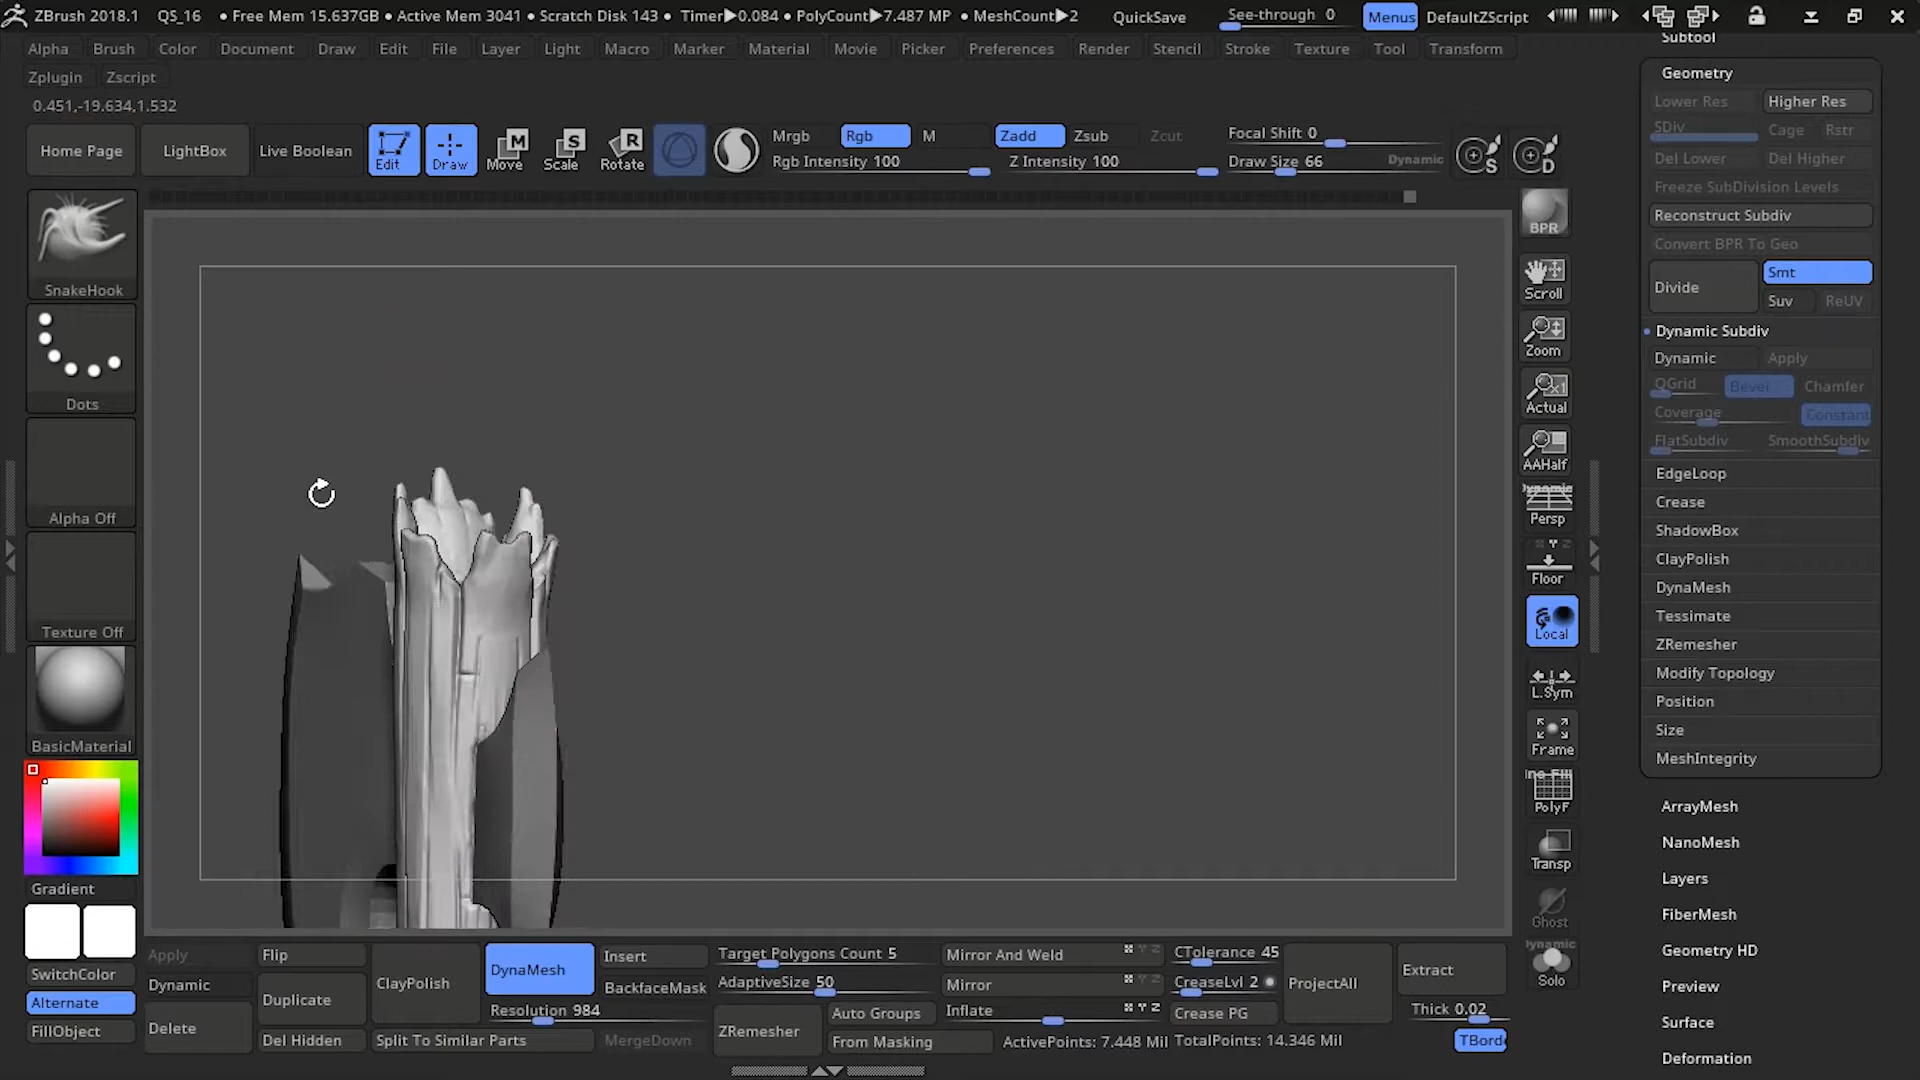 ZBrush 2018.1 QS_16 • Free Mem 15.637GB • Active Mem 3041 • Scratch Disk 143 • Timer▶0.084 • PolyCount▶7.487 MP • MeshCount▶2 QuickSave See-through 0 Menus DefaultZScript
Alpha Brush Color Document Draw Edit File Layer Light Macro Marker Material Movie Picker Preferences Render Stencil Stroke Texture Tool Transform
Zplugin Zscript
0.451,-19.634,1.532
Home Page
LightBox
Live Boolean
Edit
Draw
M
Move
S
Scale
R
Rotate
Mrgb Rgb M
Rgb Intensity 100
Zadd Zsub Zcut
Z Intensity 100
Focal Shift 0
Draw Size 66 Dynamic
S
D
SnakeHook
Dots
Alpha Off
Texture Off
BasicMaterial
Gradient
SwitchColor
Alternate
FillObject
BPR
Scroll
Zoom
x1
Actual
AAHalf
Dynamic
Persp
X Y Z
Floor
Local
L.Sym
Frame
PolyF
Transp
Ghost
Dynamic
Solo
Subtool
Geometry
Lower Res Higher Res
SDiv Cage Rstr
Del Lower Del Higher
Freeze SubDivision Levels
Reconstruct Subdiv
Convert BPR To Geo
Divide
Smt
Suv ReUV
Dynamic Subdiv
Dynamic Apply
QGrid Bevel Chamfer
Coverage Constant
FlatSubdiv SmoothSubdiv
EdgeLoop
Crease
ShadowBox
ClayPolish
DynaMesh
Tessimate
ZRemesher
Modify Topology
Position
Size
MeshIntegrity
ArrayMesh
NanoMesh
Layers
FiberMesh
Geometry HD
Preview
Surface
Deformation
Apply
Dynamic
Delete
Flip
Duplicate
Del Hidden
ClayPolish
Split To Similar Parts
DynaMesh
Resolution 984
Insert
BackfaceMask
MergeDown
Target Polygons Count 5
AdaptiveSize 50
ZRemesher
Auto Groups
From Masking
Mirror And Weld X Y Z
Mirror X Y Z
Inflate X Y Z
ActivePoints: 7.448 Mil TotalPoints: 14.346 Mil
CTolerance 45
CreaseLvl 2
Crease PG
ProjectAll
Extract
Thick 0.02
TBorde